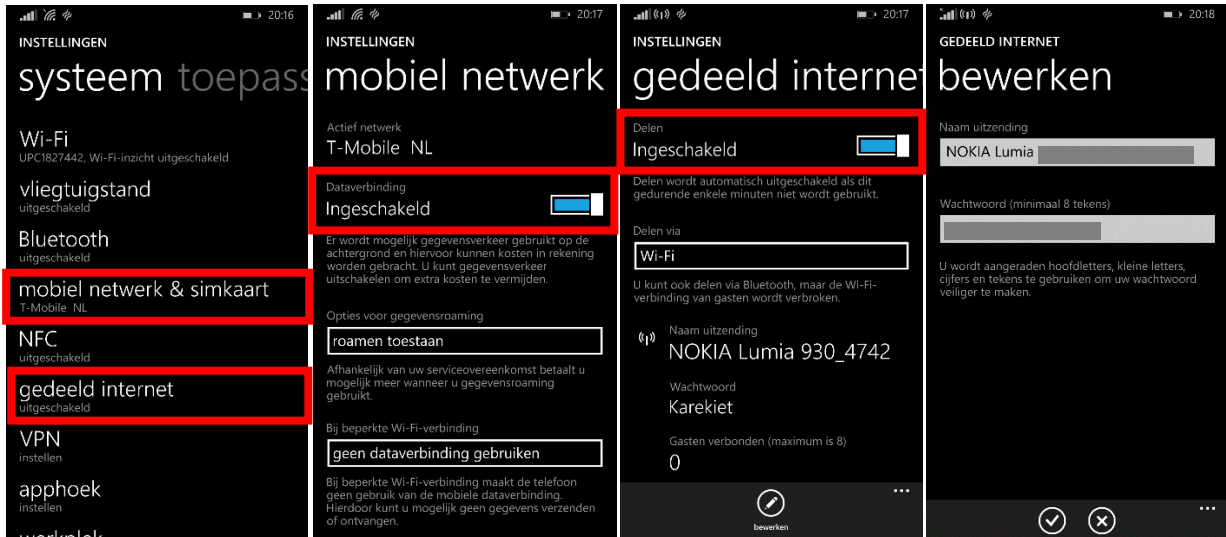 20:16
INSTELLINGEN
systeem toepass
Wi-Fi
UPC1827442, Wi-Fi-inzicht uitgeschakeld
vliegtuigstand
uitgeschakeld
Bluetooth
uitgeschakeld
mobiel netwerk & simkaart
T-Mobile NL
NFC
uitgeschakeld
gedeeld internet
uitgeschakeld
VPN
instellen
apphoek
instellen
werkplek
20:17
INSTELLINGEN
mobiel netwerk
Actief netwerk
T-Mobile NL
Dataverbinding
Ingeschakeld
Er wordt mogelijk gegevensverkeer gebruikt op de
achtergrond en hiervoor kunnen kosten in rekening
worden gebracht. U kunt gegevensverkeer
uitschakelen om extra kosten te vermijden.
Opties voor gegevensroaming
roamen toestaan
Afhankelijk van uw serviceovereenkomst betaalt u
mogelijk meer wanneer u gegevensroaming
gebruikt.
Bij beperkte Wi-Fi-verbinding
geen dataverbinding gebruiken
Bij beperkte Wi-Fi-verbinding maakt de telefoon
geen gebruik van de mobiele dataverbinding.
Hierdoor kunt u mogelijk geen gegevens verzenden
of ontvangen.
20:17
INSTELLINGEN
gedeeld internet
Delen
Ingeschakeld
Delen wordt automatisch uitgeschakeld als dit
gedurende enkele minuten niet wordt gebruikt.
Delen via
Wi-Fi
U kunt ook delen via Bluetooth, maar de Wi-Fi-
verbinding van gasten wordt verbroken.
Naam uitzending
NOKIA Lumia 930_4742
Wachtwoord
Karekiet
Gasten verbonden (maximum is 8)
0
bewerken
20:18
GEDEELD INTERNET
bewerken
Naam uitzending
NOKIA Lumia
Wachtwoord (minimaal 8 tekens)
U wordt aangeraden hoofdletters, kleine letters,
cijfers en tekens te gebruiken om uw wachtwoord
veiliger te maken.